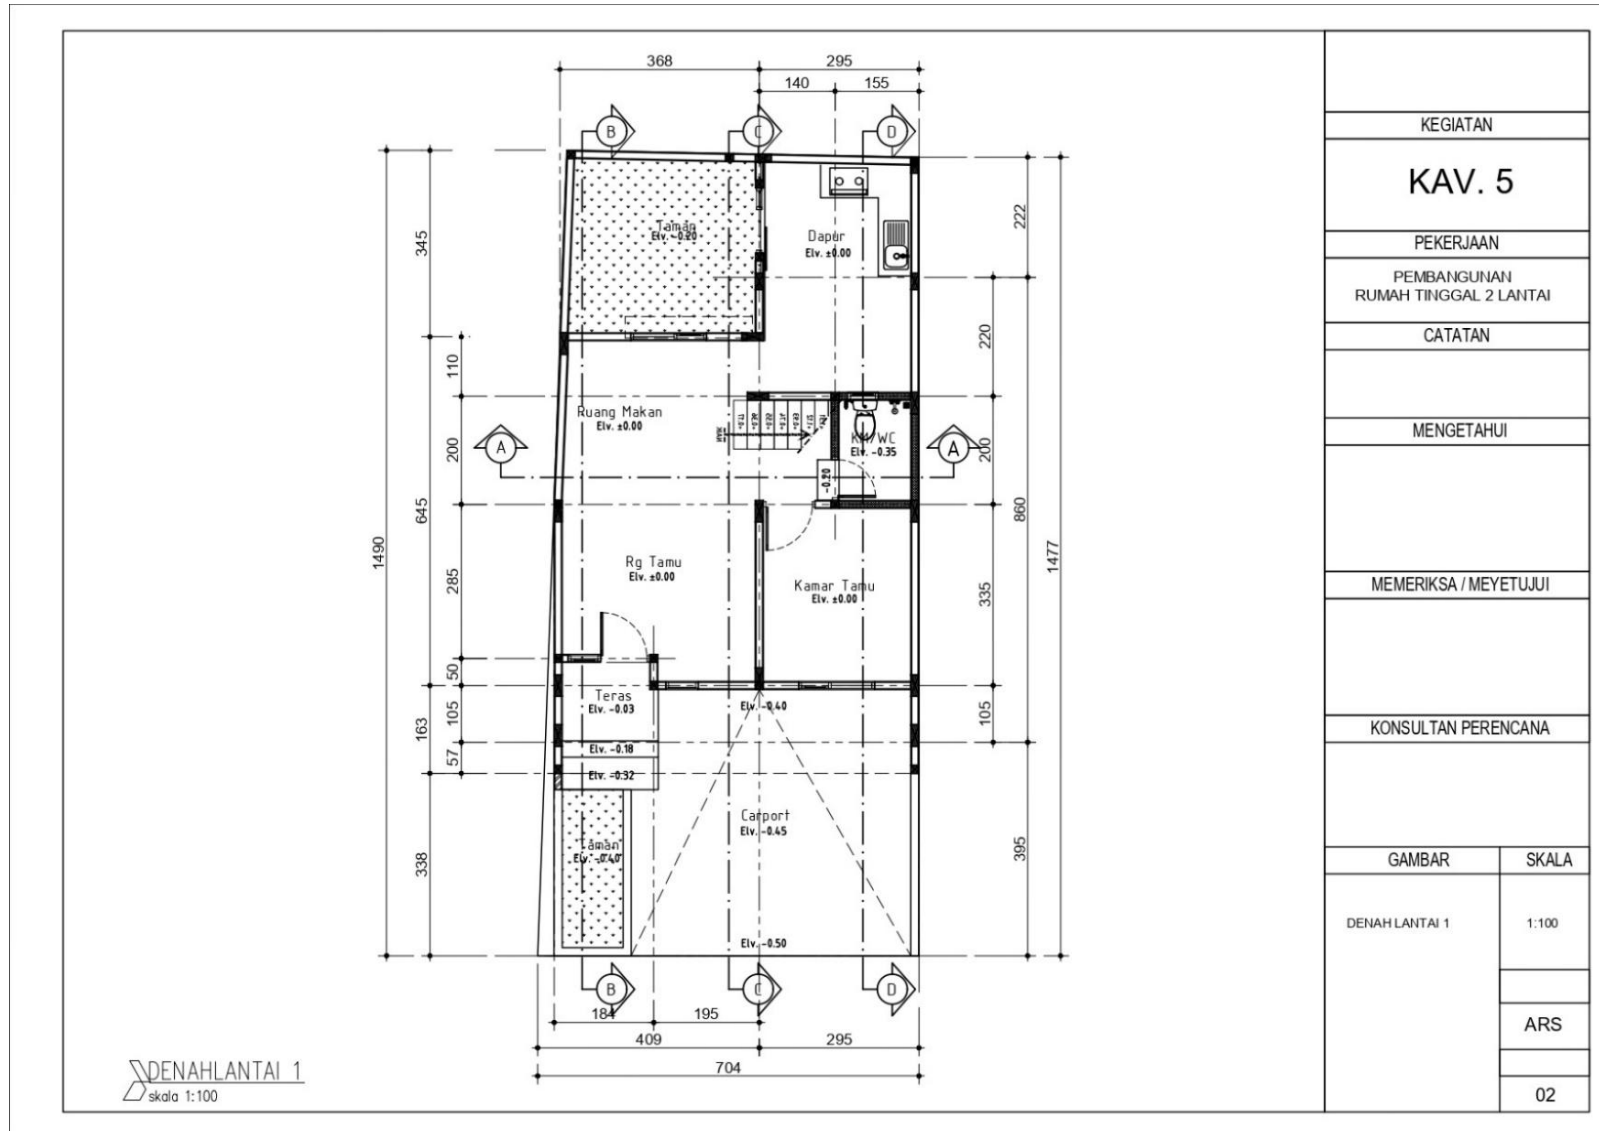 368
295
140
155
B
C
D
1490
345
645
163
338
110
200
285
50
105
57
222
220
200
335
105
860
395
1477
Taman
Elv. -0.20
Dapur
Elv. ±0.00
Ruang Makan
Elv. ±0.00
KM/WC
Elv. -0.35
-0.20
A
A
Rg Tamu
Elv. ±0.00
Kamar Tamu
Elv. ±0.00
Teras
Elv. -0.03
Elv. -0.40
Elv. -0.18
Elv. -0.32
Carport
Elv. -0.45
Taman
Elv. -0.40
Elv. -0.50
B
C
D
184
195
409
295
704
DENAHLANTAI 1
skala 1:100
KEGIATAN
KAV. 5
PEKERJAAN
PEMBANGUNAN
RUMAH TINGGAL 2 LANTAI
CATATAN
MENGETAHUI
MEMERIKSA / MEYETUJUI
KONSULTAN PERENCANA
GAMBAR
SKALA
DENAH LANTAI 1
1:100
ARS
02